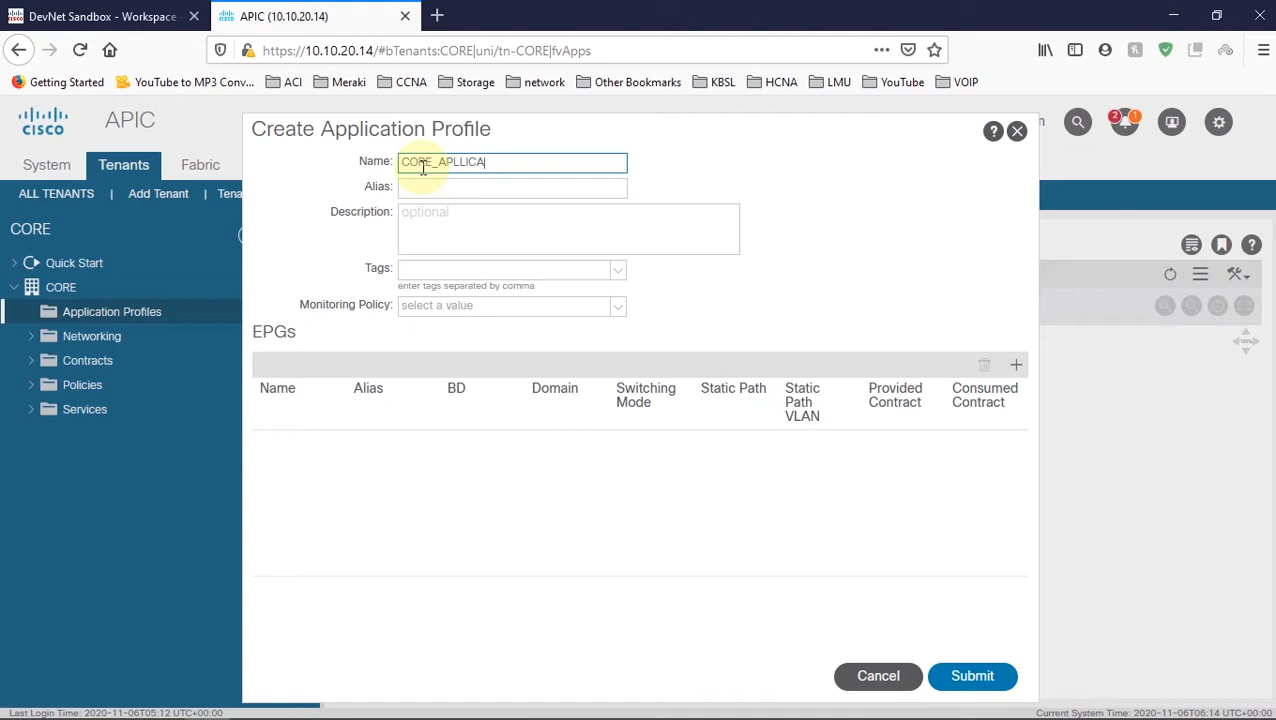 DevNet Sandbox - Workspace
APIC (10.10.20.14)
https://10.10.20.14/#bTenants:CORE|uni/tn-CORE|fvApps
Getting Started
YouTube to MP3 Conv...
ACI
Meraki
CCNA
Storage
network
Other Bookmarks
KBSL
HCNA
LMU
YouTube
VOIP
CISCO
APIC
2
1
System
Tenants
Fabric
ALL TENANTS
Add Tenant
Tena
CORE
Quick Start
CORE
Application Profiles
Networking
Contracts
Policies
Services
Create Application Profile
Name: CORE_APLLICA
Alias:
Description: optional
Tags:
enter tags separated by comma
Monitoring Policy: select a value
EPGs
Name
Alias
BD
Domain
Switching
Mode
Static Path
Static
Path
VLAN
Provided
Contract
Consumed
Contract
100%
Cancel
Submit
Last Login Time: 2020-11-06T05:12 UTC+00:00
Current System Time: 2020-11-06T06:14 UTC+00:00